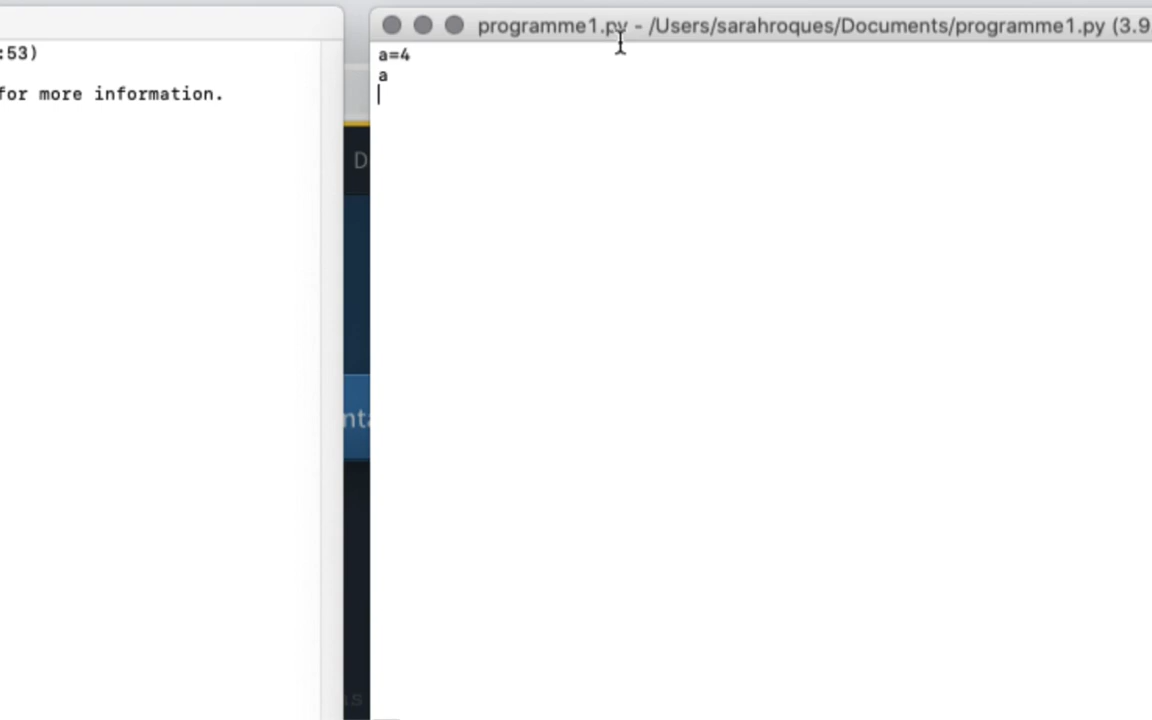 :53)
for more information.
programme1.py - /Users/sarahroques/Documents/programme1.py (3.9
a=4
a